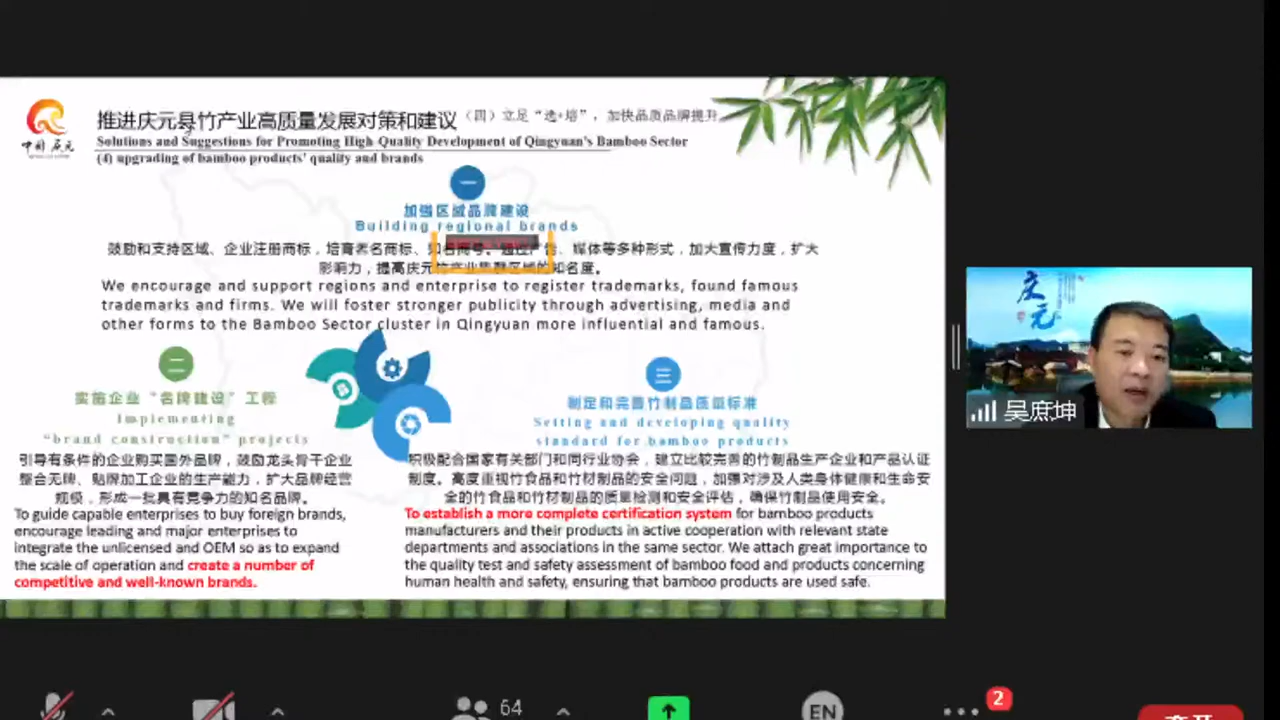 推进庆元县竹产业高质量发展对策和建议（四）立足“选+培”，加快品质品牌提升
中国 庆元
Solutions and Suggestions for Promoting High-Quality Development of Qingyuan's Bamboo Sector
(4) upgrading of bamboo products' quality and brands
一
加强区域品牌建设
Building regional brands
鼓励和支持区域、企业注册商标，培育著名商标、知名商号。通过广告、媒体等多种形式，加大宣传力度，扩大
影响力，提高庆元竹产业集群区域的知名度。
We encourage and support regions and enterprise to register trademarks, found famous
trademarks and firms. We will foster stronger publicity through advertising, media and
other forms to the Bamboo Sector cluster in Qingyuan more influential and famous.
二
实施企业“名牌建设”工程
Implementing
“brand construction” projects
引导有条件的企业购买国外品牌，鼓励龙头骨干企业
整合无牌、贴牌加工企业的生产能力，扩大品牌经营
规模，形成一批具有竞争力的知名品牌。
To guide capable enterprises to buy foreign brands,
encourage leading and major enterprises to
integrate the unlicensed and OEM so as to expand
the scale of operation and create a number of
competitive and well-known brands.
三
制定和完善竹制品质量标准
Setting and developing quality
standard for bamboo products
积极配合国家有关部门和同行业协会，建立比较完善的竹制品生产企业和产品认证
制度。高度重视竹食品和竹材制品的安全问题，加强对涉及人类身体健康和生命安
全的竹食品和竹材制品的质量检测和安全评估，确保竹制品使用安全。
To establish a more complete certification system for bamboo products
manufacturers and their products in active cooperation with relevant state
departments and associations in the same sector. We attach great importance to
the quality test and safety assessment of bamboo food and products concerning
human health and safety, ensuring that bamboo products are used safe.
庆元
吴庶坤
64
EN
2
离开